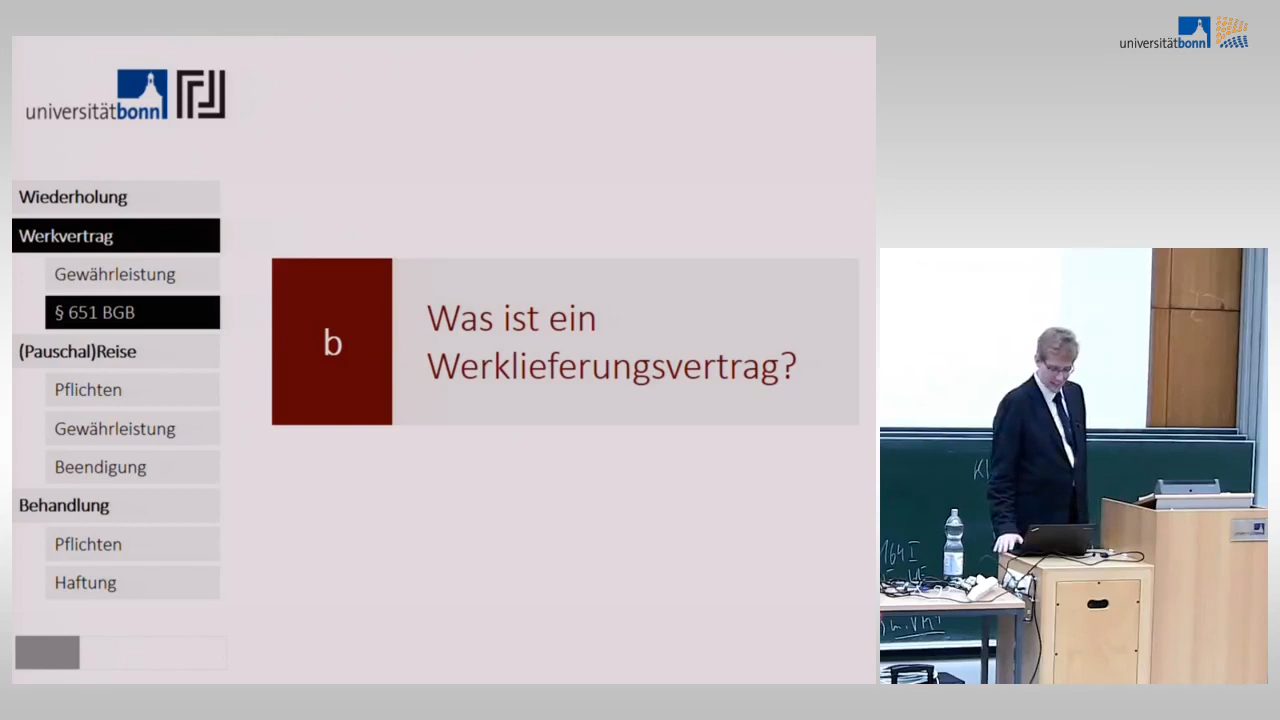 universitätbonn
universitätbonn
Wiederholung
Werkvertrag
Gewährleistung
§ 651 BGB
(Pauschal)Reise
Pflichten
Gewährleistung
Beendigung
Behandlung
Pflichten
Haftung
b
Was ist ein
Werklieferungsvertrag?
164 I